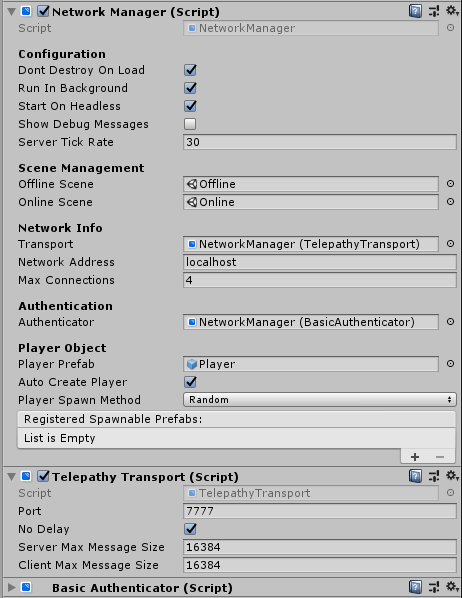 Network Manager (Script)
Script NetworkManager
Configuration
Dont Destroy On Load
Run In Background
Start On Headless
Show Debug Messages
Server Tick Rate 30
Scene Management
Offline Scene Offline
Online Scene Online
Network Info
Transport NetworkManager (TelepathyTransport)
Network Address localhost
Max Connections 4
Authentication
Authenticator NetworkManager (BasicAuthenticator)
Player Object
Player Prefab Player
Auto Create Player
Player Spawn Method Random
Registered Spawnable Prefabs:
List is Empty
Telepathy Transport (Script)
Script TelepathyTransport
Port 7777
No Delay
Server Max Message Size 16384
Client Max Message Size 16384
Basic Authenticator (Script)